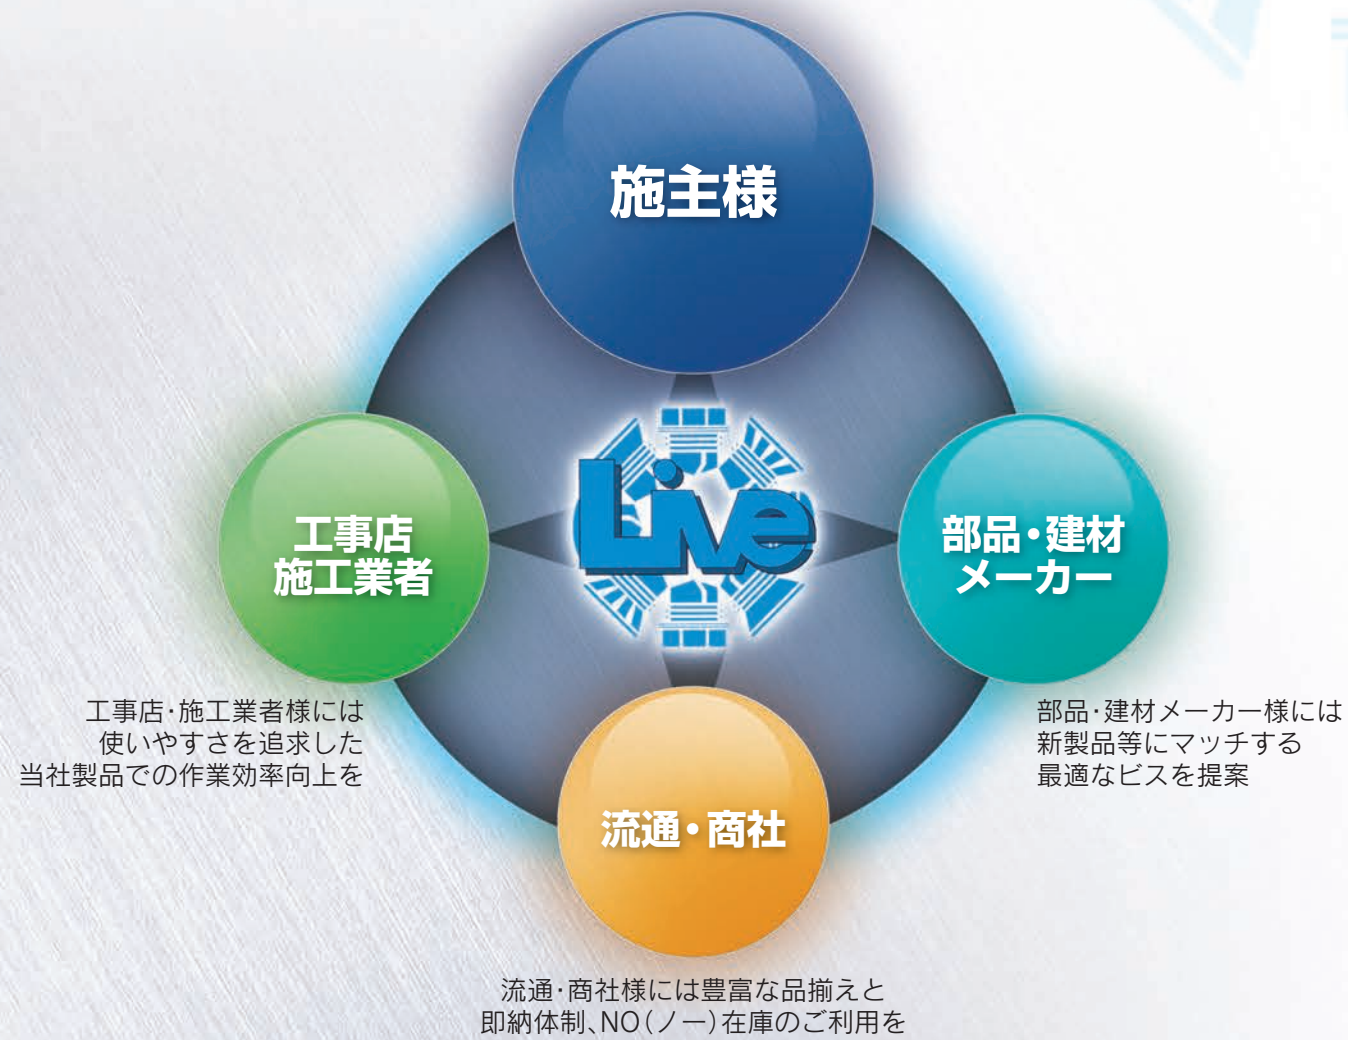 施主様
Live
工事店
施工業者
部品・建材
メーカー
工事店・施工業者様には
使いやすさを追求した
当社製品での作業効率向上を
部品・建材メーカー様には
新製品等にマッチする
最適なビスを提案
流通・商社
流通・商社様には豊富な品揃えと
即納体制、NO(ノー)在庫のご利用を